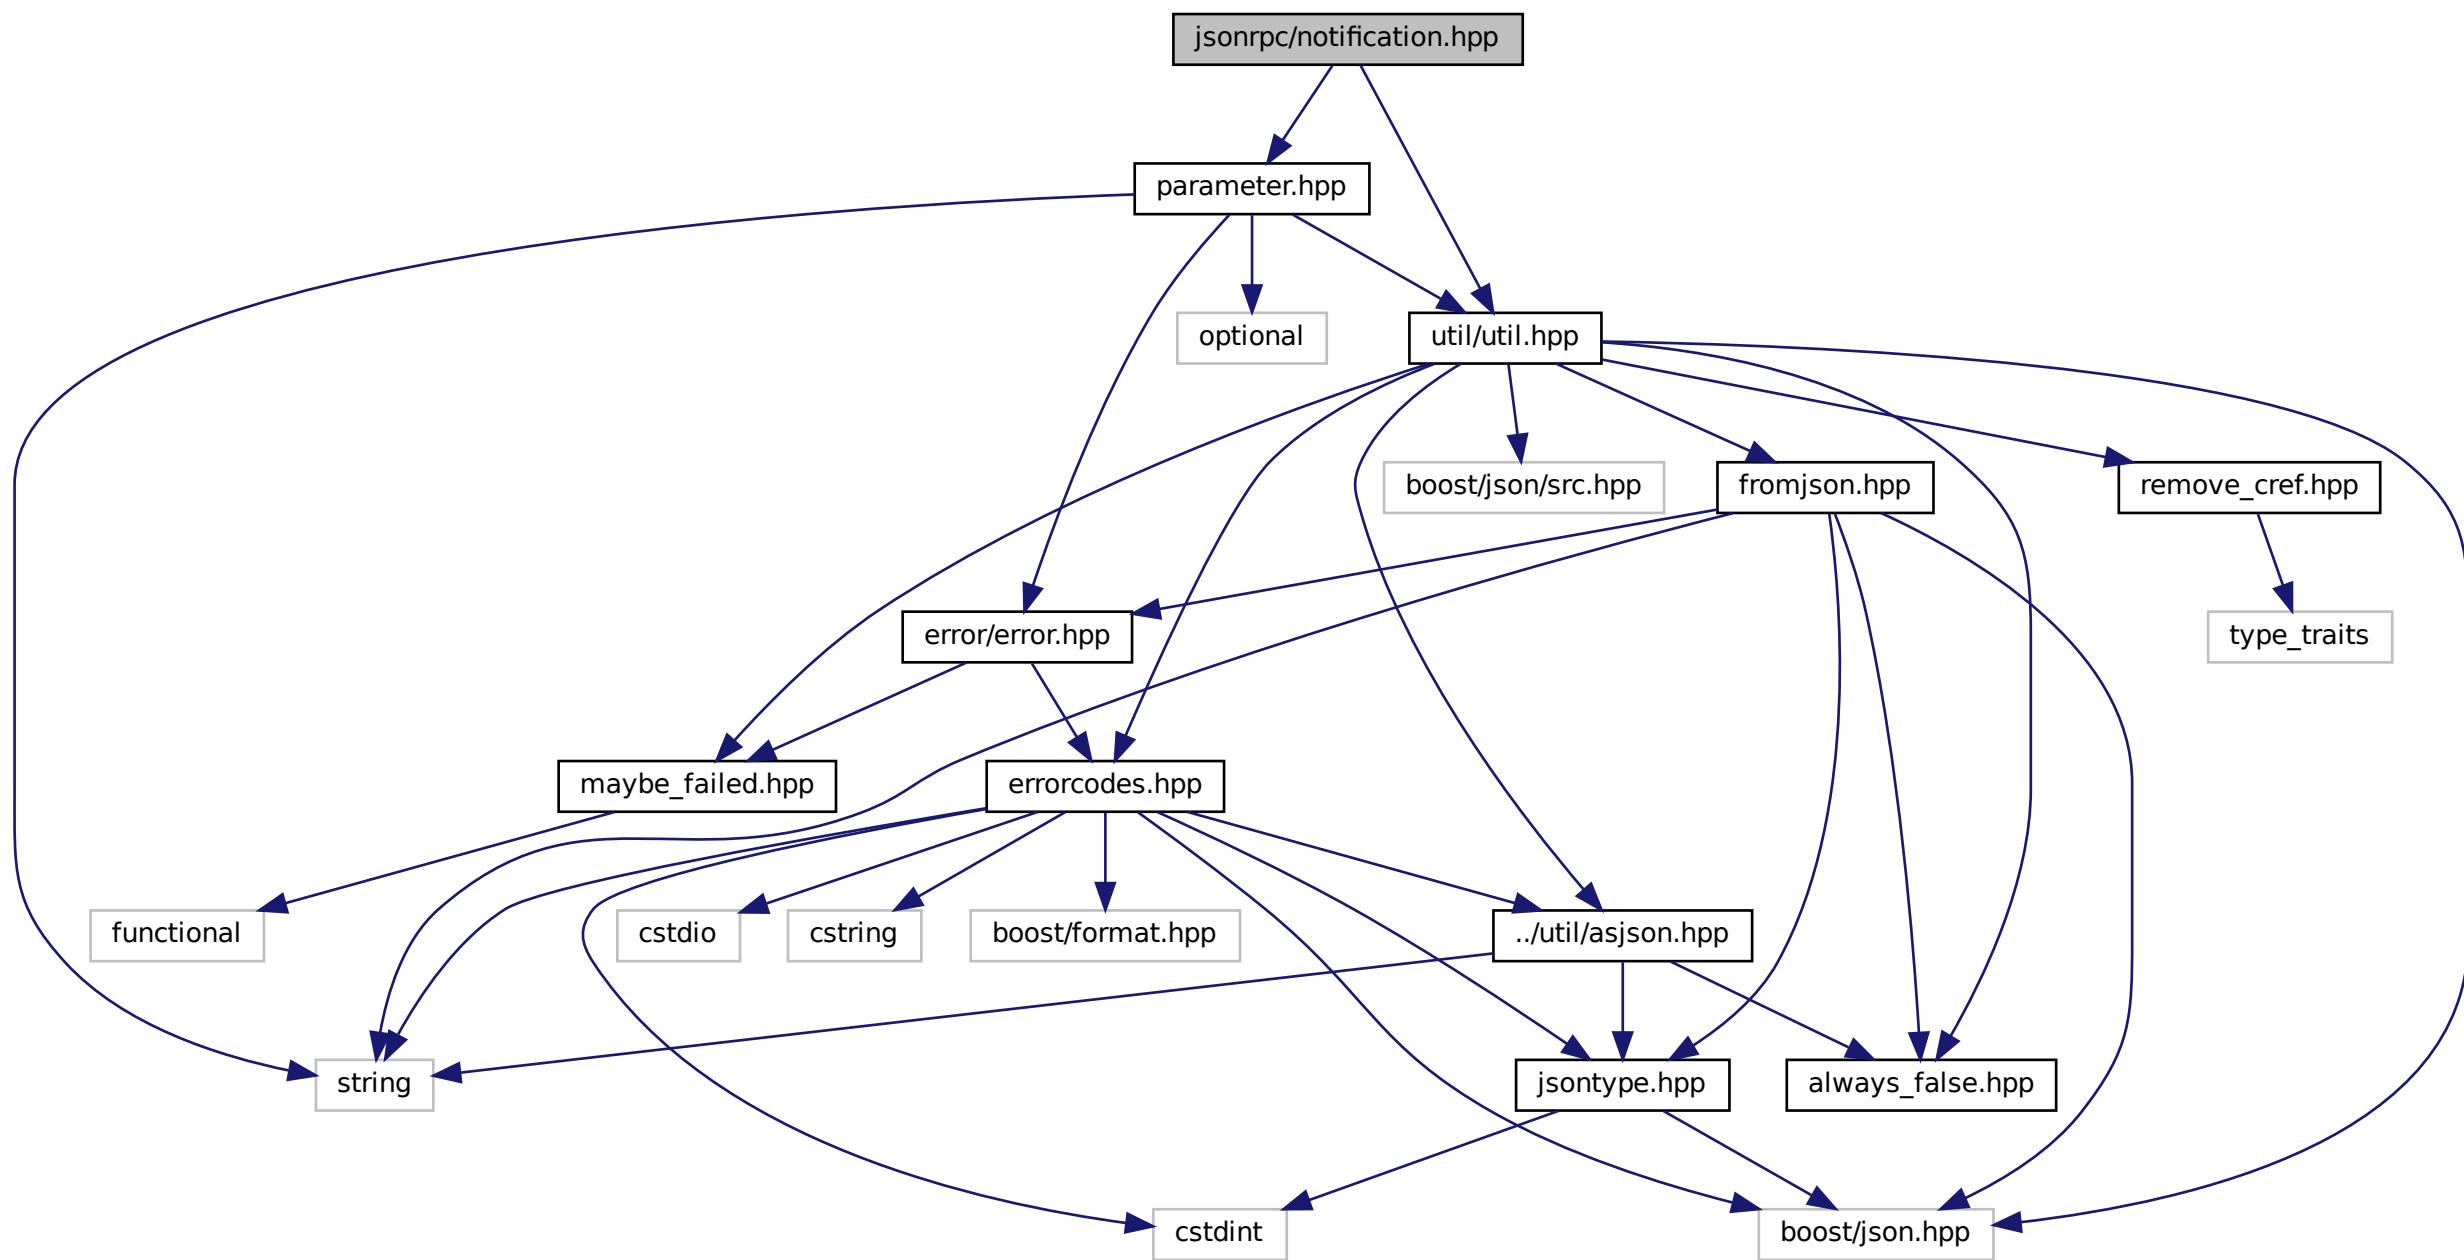 jsonrpc/notification.hpp
parameter.hpp
optional
util/util.hpp
boost/json/src.hpp
fromjson.hpp
remove_cref.hpp
error/error.hpp
type_traits
maybe_failed.hpp
errorcodes.hpp
functional
cstdio
cstring
boost/format.hpp
../util/asjson.hpp
string
jsontype.hpp
always_false.hpp
cstdint
boost/json.hpp